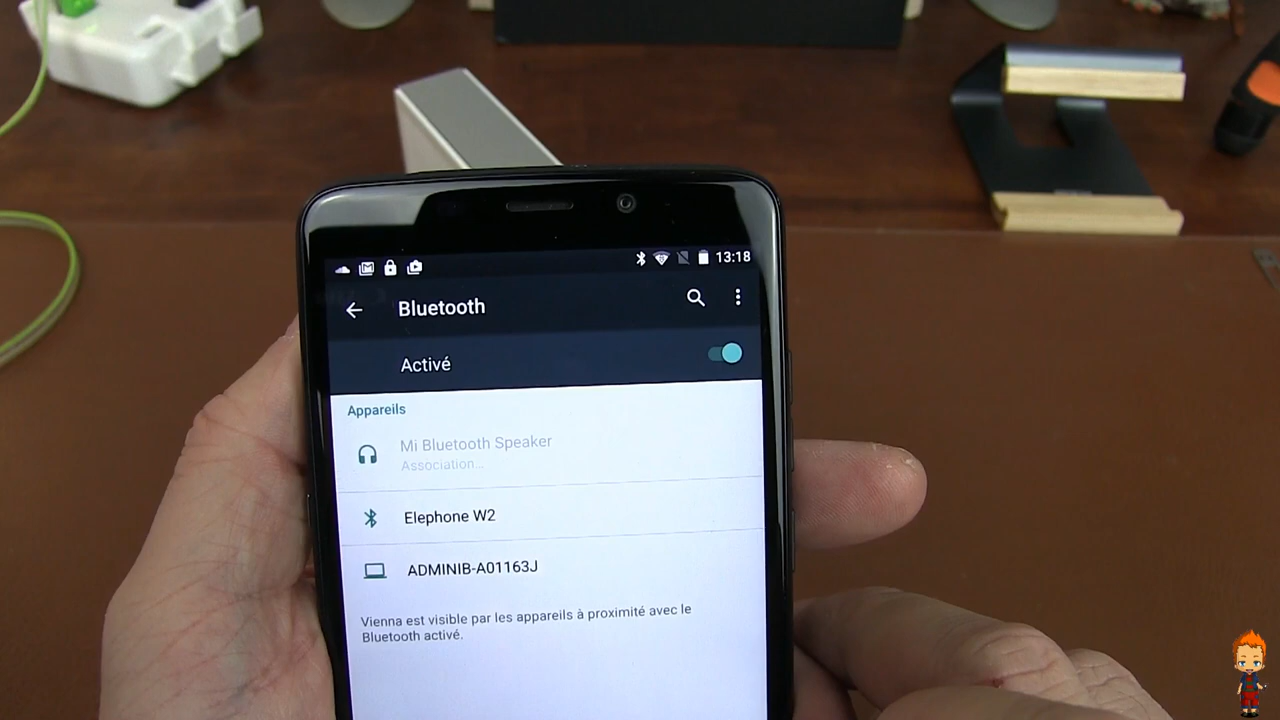 13:18
Bluetooth
Activé
Appareils
Mi Bluetooth Speaker
Association...
Elephone W2
ADMINIB-A01163J
Vienna est visible par les appareils à proximité avec le
Bluetooth activé.